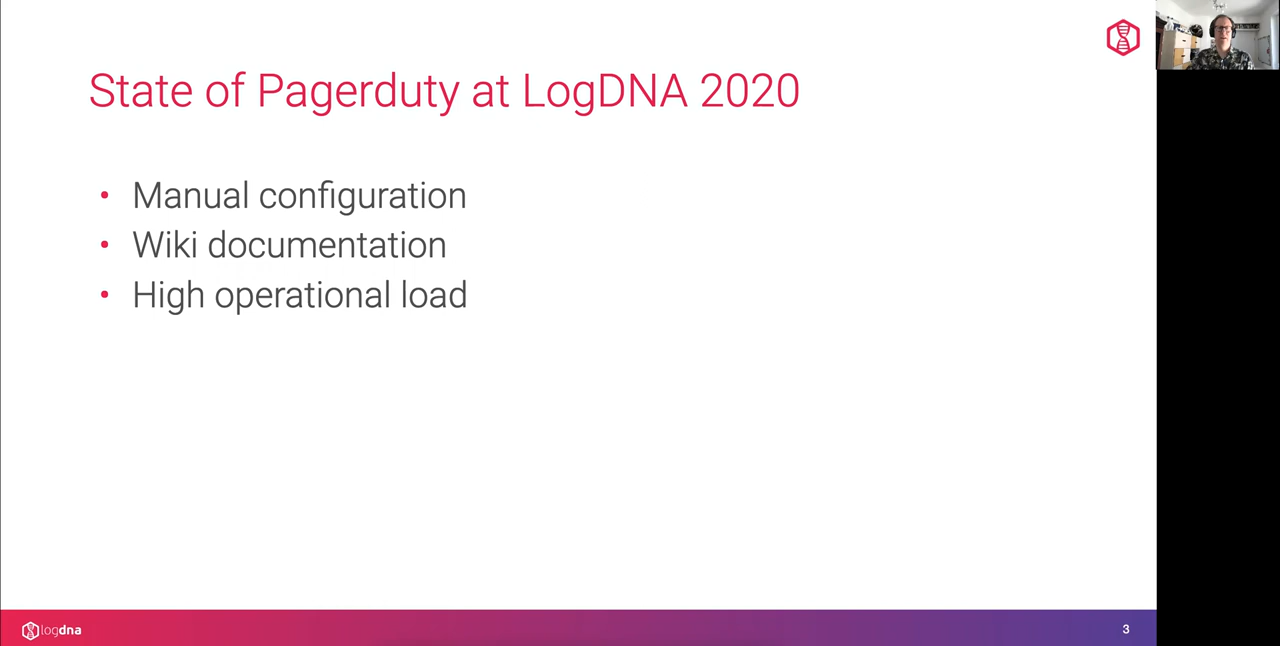 State of Pagerduty at LogDNA 2020
• Manual configuration
• Wiki documentation
• High operational load
logdna
3